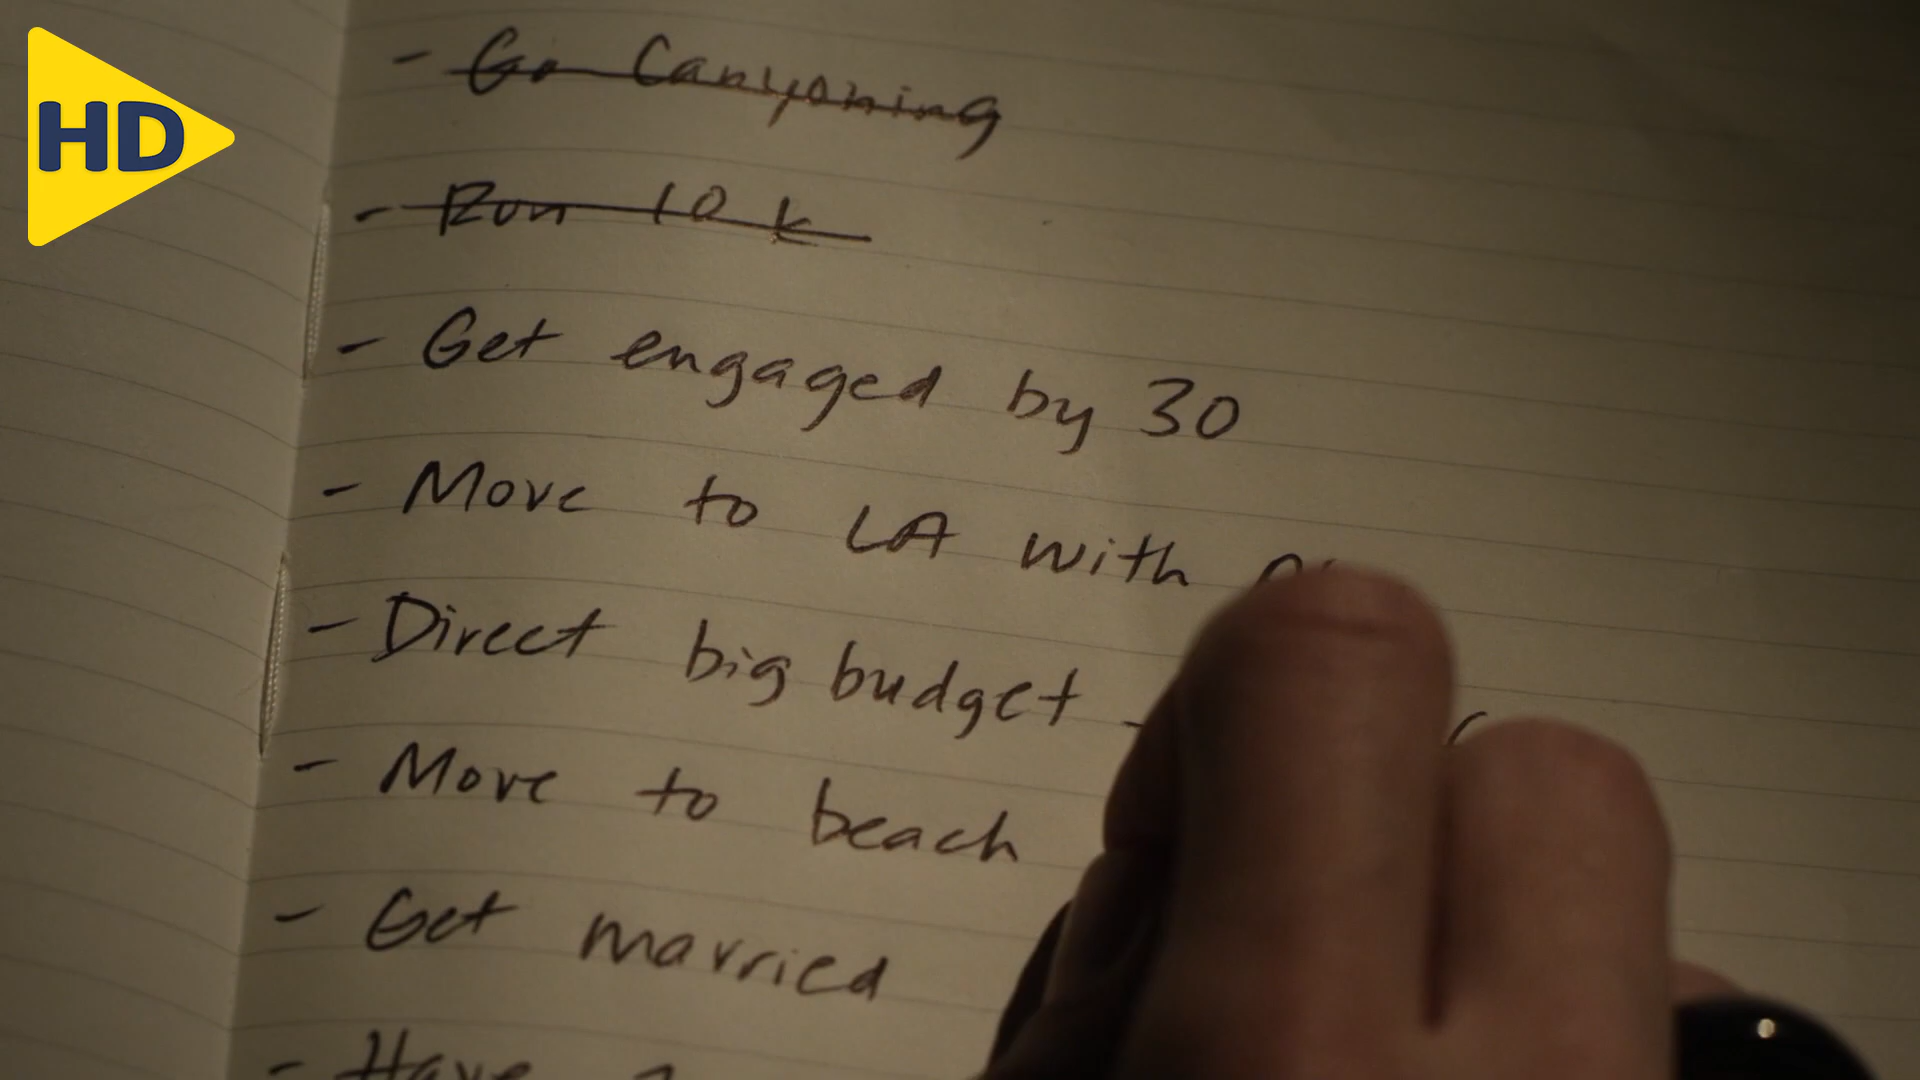 HD
- Go Canyoning
- Run 10 k
- Get engaged by 30
- Move to LA with
- Direct big budget
- Move to beach
- Get married
- Have